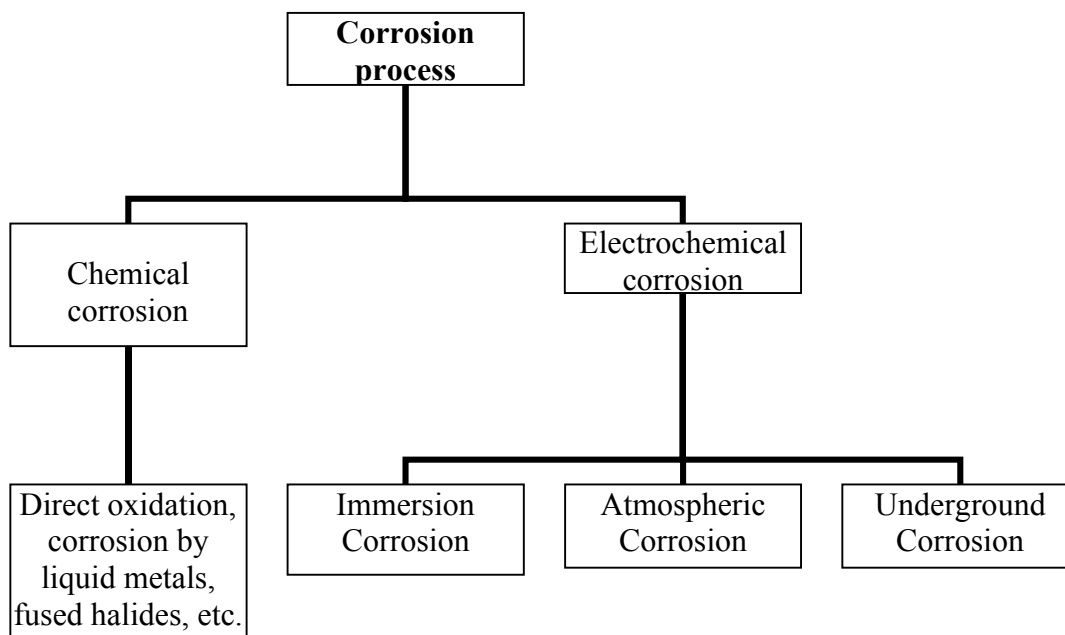 Corrosion
process
Chemical
corrosion
Electrochemical
corrosion
Direct oxidation,
corrosion by
liquid metals,
fused halides, etc.
Immersion
Corrosion
Atmospheric
Corrosion
Underground
Corrosion